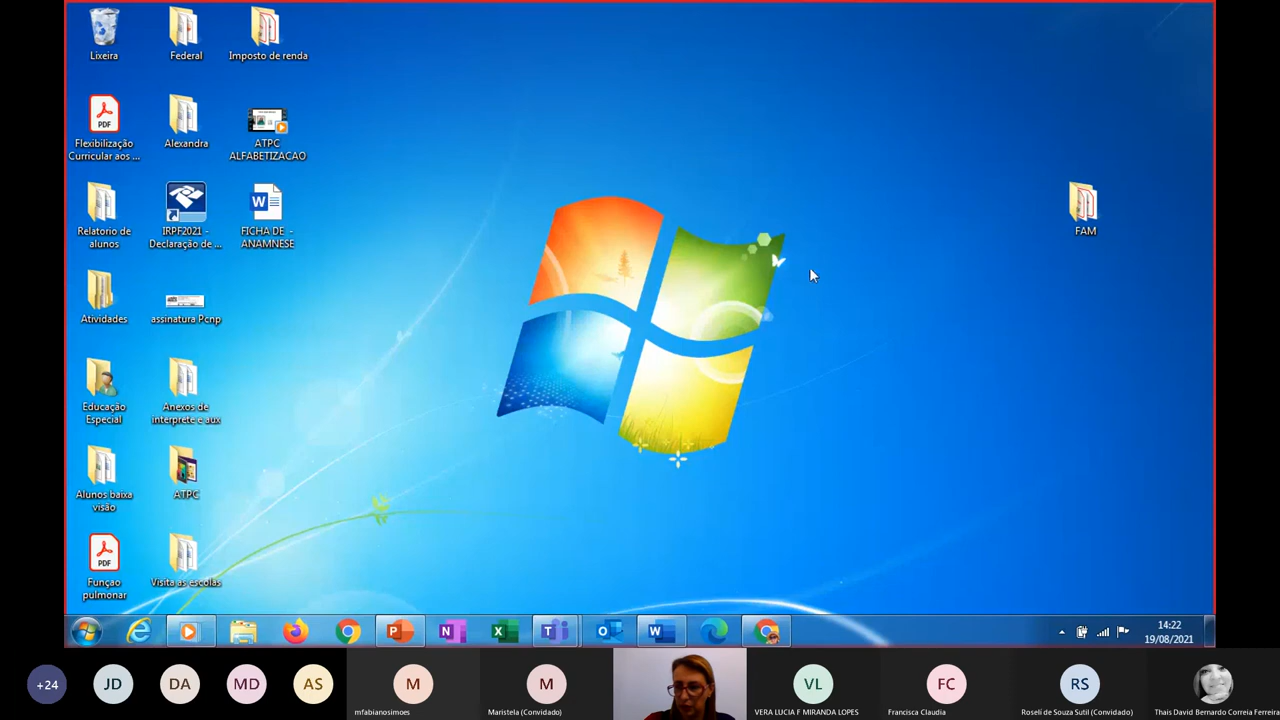 Lixeira
Federal
Imposto de renda
PDF
Flexibilização
Curricular aos ...
Alexandra
ATPC
ALFABETIZACAO
Relatorio de
alunos
IRPF2021 -
Declaração de ...
W
FICHA DE -
ANAMNESE
FAM
Atividades
assinatura Pcnp
Educação
Especial
Anexos de
interprete e aux
Alunos baixa
visão
ATPC
PDF
Funçao
pulmonar
Visita as escolas
14:22
19/08/2021
+24
JD
DA
MD
AS
M
mfabianosimoes
M
Maristela (Convidado)
VL
VERA LUCIA F MIRANDA LOPES
FC
Francisca Claudia
RS
Roseli de Souza Sutil (Convidado)
Thais David Bernardo Correia Ferreira